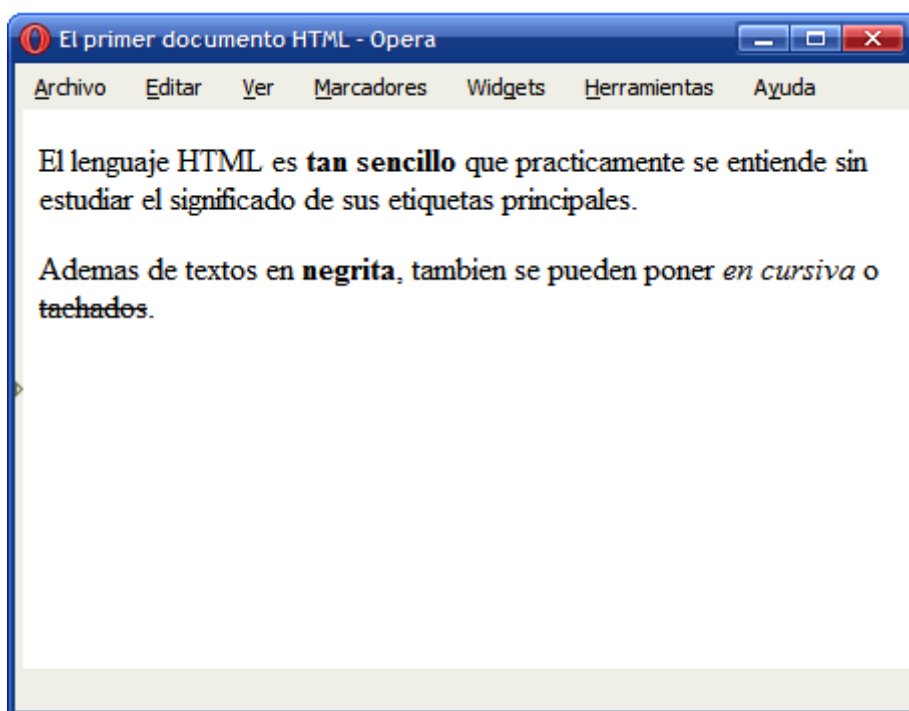 El primer documento HTML - Opera
Archivo Editar Ver Marcadores Widgets Herramientas Ayuda
El lenguaje HTML es tan sencillo que practicamente se entiende sin
estudiar el significado de sus etiquetas principales.
Ademas de textos en negrita, tambien se pueden poner en cursiva o
tachados.